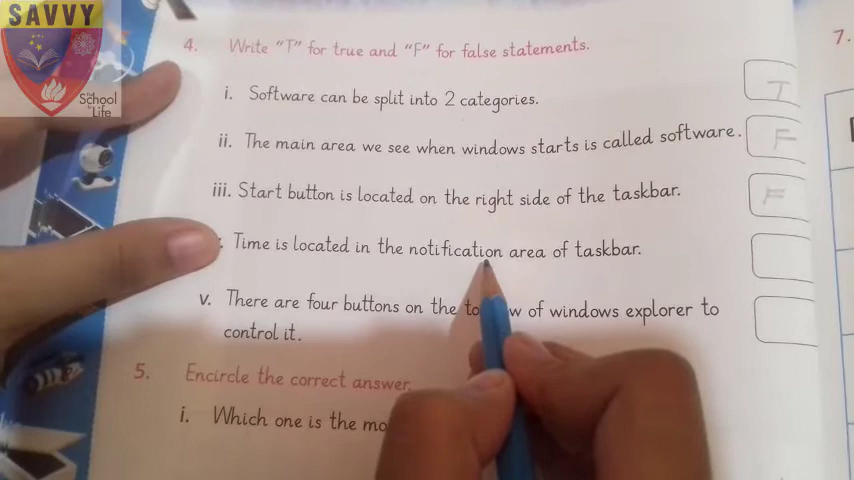 SAVVY
The School
to Life
4. Write "T" for true and "F" for false statements.
i. Software can be split into 2 categories. T
ii. The main area we see when windows starts is called software. F
iii. Start button is located on the right side of the taskbar. F
Time is located in the notification area of taskbar.
v. There are four buttons on the of windows explorer to
control it.
5. Encircle the correct answer.
i. Which one is the
7.